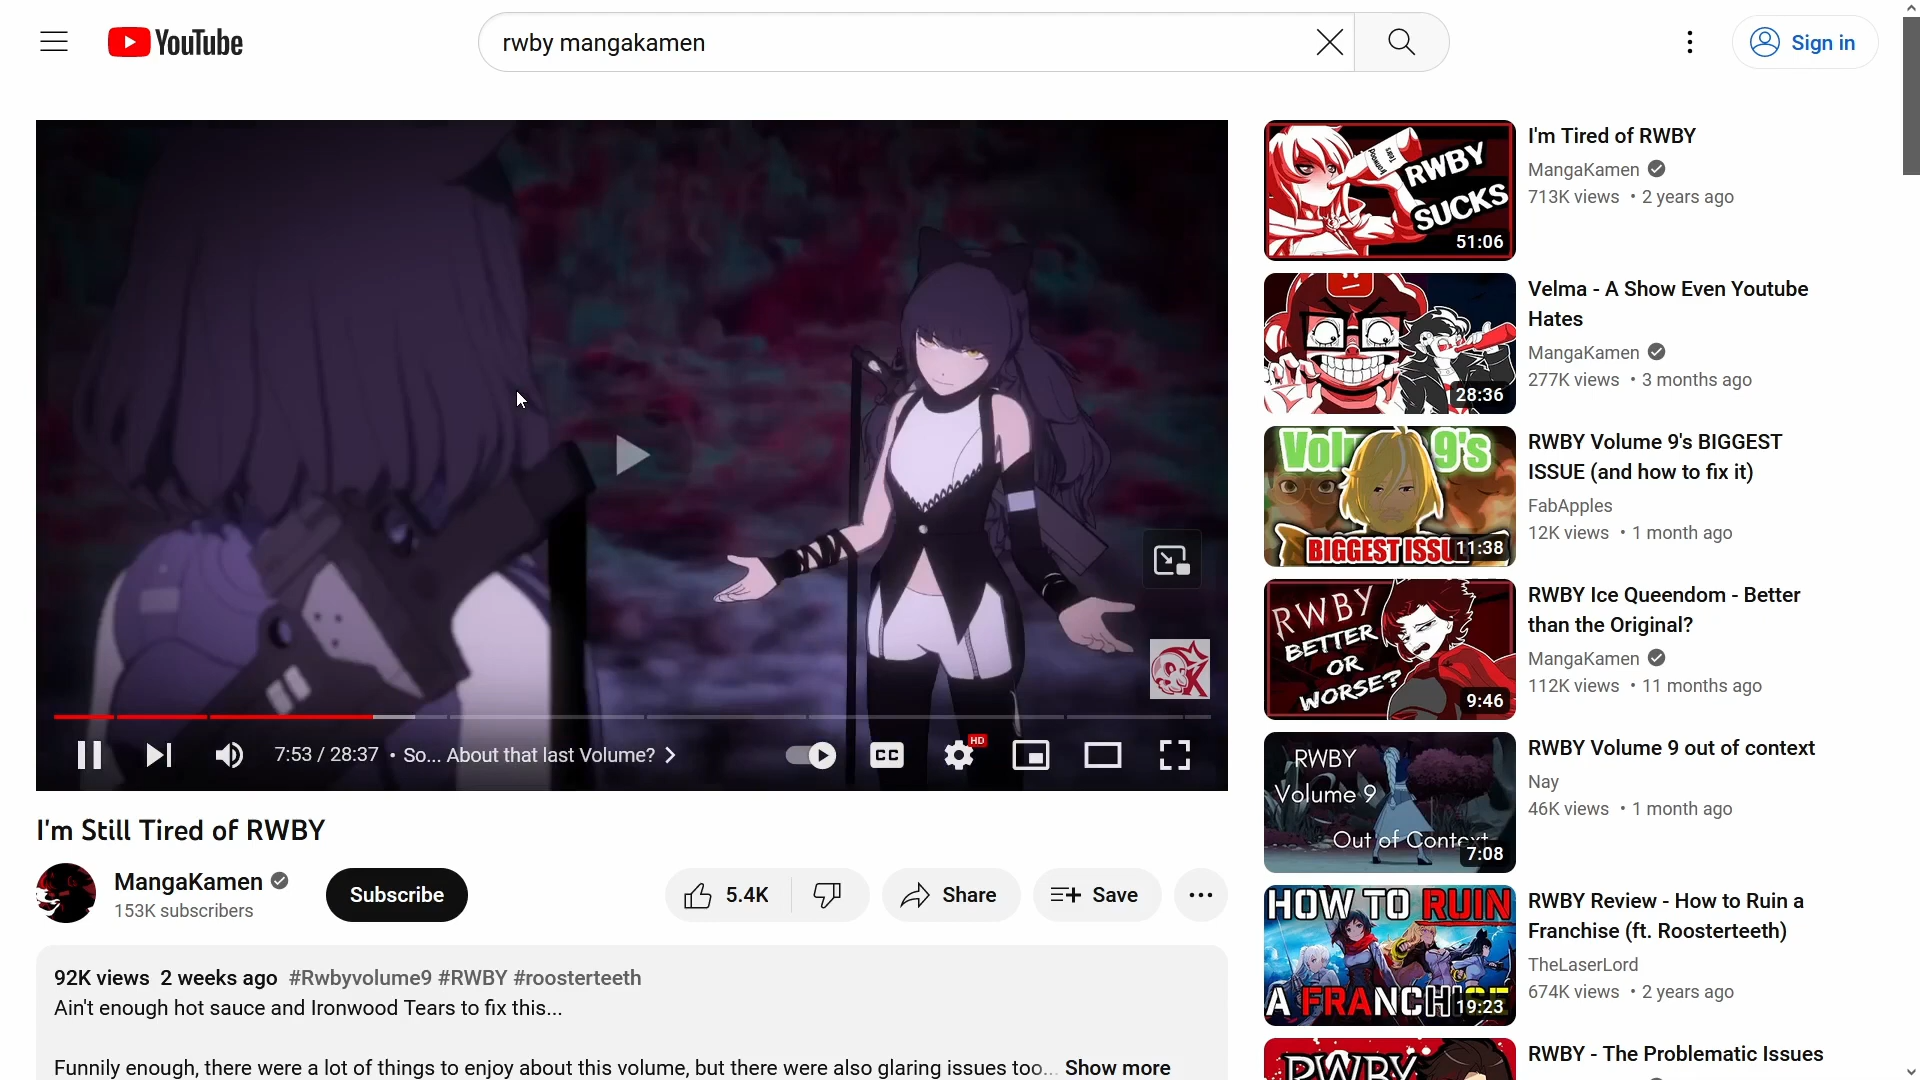 YouTube
rwby mangakamen
Sign in
HD
7:53 / 28:37 • So... About that last Volume?
CC
I'm Still Tired of RWBY
MangaKamen
153K subscribers
Subscribe
5.4K
Share
Save
92K views 2 weeks ago #Rwbyvolume9 #RWBY #roosterteeth
Ain't enough hot sauce and Ironwood Tears to fix this...
Funnily enough, there were a lot of things to enjoy about this volume, but there were also glaring issues too... Show more
Ironwood
Tears
RWBY
SUCKS
51:06
I'm Tired of RWBY
MangaKamen
713K views • 2 years ago
28:36
Velma - A Show Even Youtube
Hates
MangaKamen
277K views • 3 months ago
9's
BIGGEST
11:38
RWBY Volume 9's BIGGEST
ISSUE (and how to fix it)
FabApples
12K views • 1 month ago
RWBY
BETTER
OR
WORSE?
9:46
RWBY Ice Queendom - Better
than the Original?
MangaKamen
112K views • 11 months ago
RWBY
Volume 9
Out of Context
7:08
RWBY Volume 9 out of context
Nay
46K views • 1 month ago
HOW TO RUIN
A FRANCHISE
19:23
RWBY Review - How to Ruin a
Franchise (ft. Roosterteeth)
TheLaserLord
674K views • 2 years ago
RWBY
RWBY - The Problematic Issues